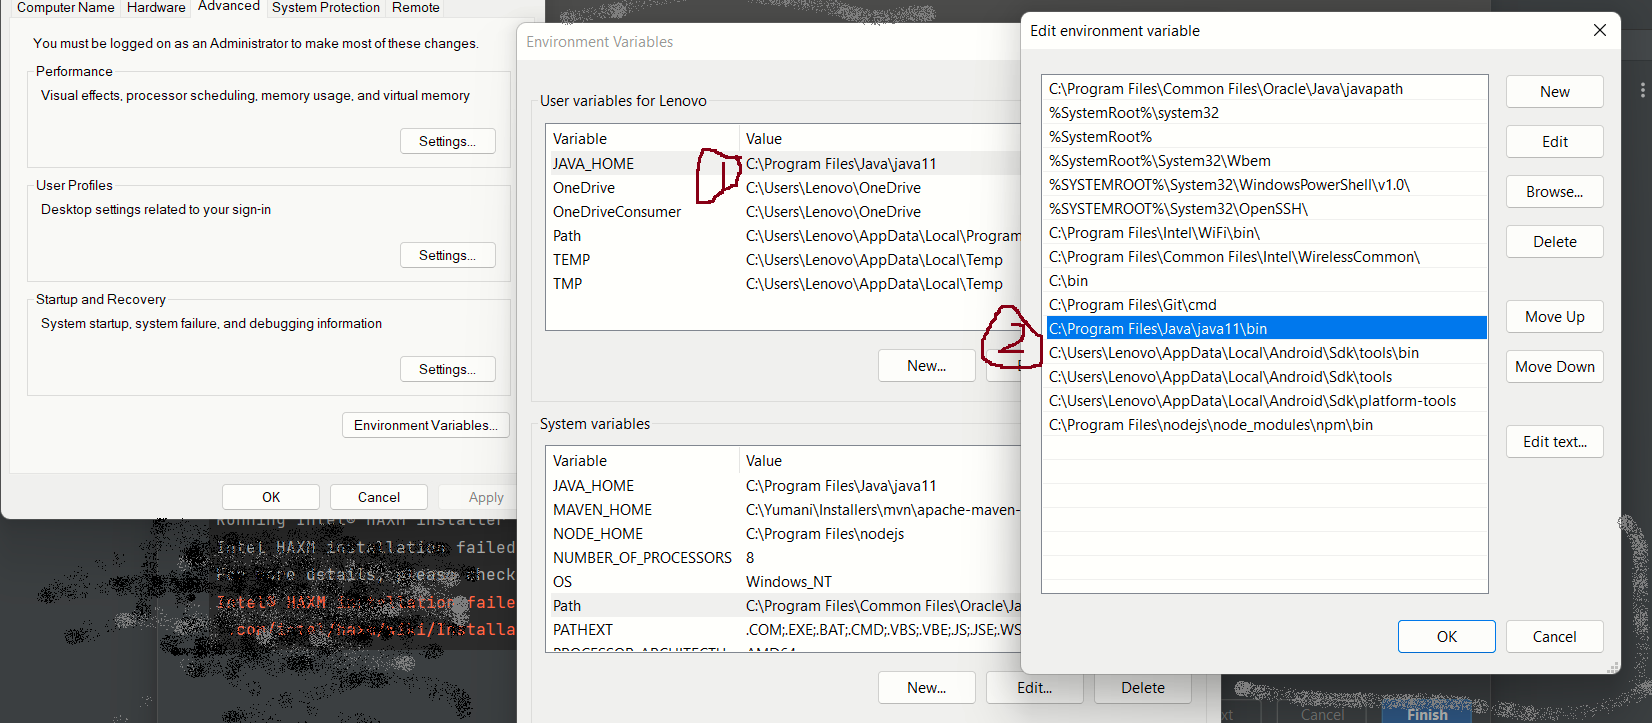 Computer Name Hardware Advanced System Protection Remote
You must be logged on as an Administrator to make most of these changes.
Performance
Visual effects, processor scheduling, memory usage, and virtual memory
Settings...
User Profiles
Desktop settings related to your sign-in
Settings...
Startup and Recovery
System startup, system failure, and debugging information
Settings...
Environment Variables...
OK Cancel Apply
Running Intel® HAXM installer
Intel HAXM installation failed
For more details, please check
Intel® HAXM installation faile
Environment Variables
User variables for Lenovo
Variable Value
JAVA_HOME C:\Program Files\Java\java11
OneDrive C:\Users\Lenovo\OneDrive
OneDriveConsumer C:\Users\Lenovo\OneDrive
Path C:\Users\Lenovo\AppData\Local\Program
TEMP C:\Users\Lenovo\AppData\Local\Temp
TMP C:\Users\Lenovo\AppData\Local\Temp
1
2
New...
System variables
Variable Value
JAVA_HOME C:\Program Files\Java\java11
MAVEN_HOME C:\Yumani\Installers\mvn\apache-maven-
NODE_HOME C:\Program Files\nodejs
NUMBER_OF_PROCESSORS 8
OS Windows_NT
Path C:\Program Files\Common Files\Oracle\Ja
PATHEXT .COM;.EXE;.BAT;.CMD;.VBS;.VBE;.JS;.JSE;.WS
PROCESSOR_ARCHITECTU AMD64
New... Edit... Delete
Edit environment variable
C:\Program Files\Common Files\Oracle\Java\javapath
%SystemRoot%\system32
%SystemRoot%
%SystemRoot%\System32\Wbem
%SYSTEMROOT%\System32\WindowsPowerShell\v1.0\
%SYSTEMROOT%\System32\OpenSSH\
C:\Program Files\Intel\WiFi\bin\
C:\Program Files\Common Files\Intel\WirelessCommon\
C:\bin
C:\Program Files\Git\cmd
C:\Program Files\Java\java11\bin
C:\Users\Lenovo\AppData\Local\Android\Sdk\tools\bin
C:\Users\Lenovo\AppData\Local\Android\Sdk\tools
C:\Users\Lenovo\AppData\Local\Android\Sdk\platform-tools
C:\Program Files\nodejs\node_modules\npm\bin
New
Edit
Browse...
Delete
Move Up
Move Down
Edit text...
OK Cancel
Cancel Finish